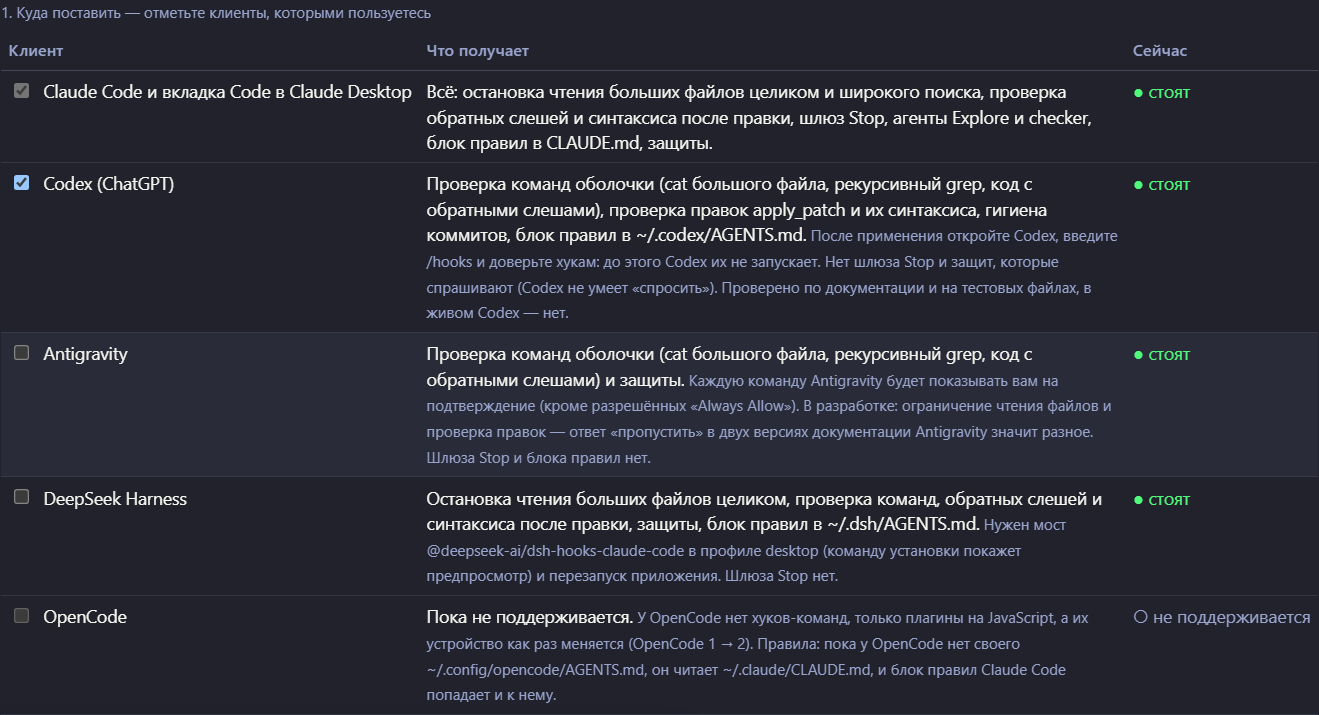 1. Куда поставить — отметьте клиенты, которыми пользуетесь
Клиент Что получает Сейчас
Claude Code и вкладка Code в Claude Desktop Всё: остановка чтения больших файлов целиком и широкого поиска, проверка ● стоят
обратных слешей и синтаксиса после правки, шлюз Stop, агенты Explore и checker,
блок правил в CLAUDE.md, защиты.
Codex (ChatGPT) Проверка команд оболочки (cat большого файла, рекурсивный grep, код с ● стоят
обратными слешами), проверка правок apply_patch и их синтаксиса, гигиена
коммитов, блок правил в ~/.codex/AGENTS.md. После применения откройте Codex, введите
/hooks и доверьте хукам: до этого Codex их не запускает. Нет шлюза Stop и защит, которые
спрашивают (Codex не умеет «спросить»). Проверено по документации и на тестовых файлах, в
живом Codex — нет.
Antigravity Проверка команд оболочки (cat большого файла, рекурсивный grep, код с ● стоят
обратными слешами) и защиты. Каждую команду Antigravity будет показывать вам на
подтверждение (кроме разрешённых «Always Allow»). В разработке: ограничение чтения файлов и
проверка правок — ответ «пропустить» в двух версиях документации Antigravity значит разное.
Шлюза Stop и блока правил нет.
DeepSeek Harness Остановка чтения больших файлов целиком, проверка команд, обратных слешей и ● стоят
синтаксиса после правки, защиты, блок правил в ~/.dsh/AGENTS.md. Нужен мост
@deepseek-ai/dsh-hooks-claude-code в профиле desktop (команду установки покажет
предпросмотр) и перезапуск приложения. Шлюза Stop нет.
OpenCode Пока не поддерживается. У OpenCode нет хуков-команд, только плагины на JavaScript, а их ○ не поддерживается
устройство как раз меняется (OpenCode 1 → 2). Правила: пока у OpenCode нет своего
~/.config/opencode/AGENTS.md, он читает ~/.claude/CLAUDE.md, и блок правил Claude Code
попадает и к нему.